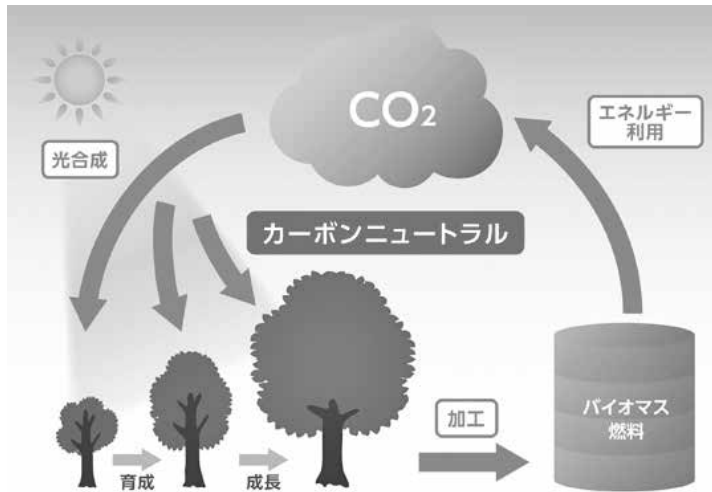 CO2
エネルギー
利用
光合成
カーボンニュートラル
バイオマス
燃料
加工
育成
成長